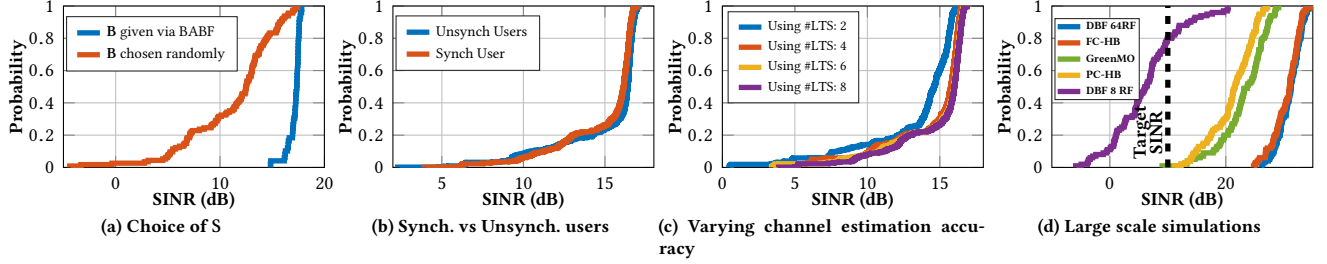 Probability
1
0.8
0.6
0.4
0.2
0
B given via BABF
B chosen randomly
0
10
20
SINR (dB)
(a) Choice of S
Probability
1
0.8
0.6
0.4
0.2
0
Unsynch Users
Synch User
5
10
15
SINR (dB)
(b) Synch. vs Unsynch. users
Probability
1
0.8
0.6
0.4
0.2
0
Using #LTS: 2
Using #LTS: 4
Using #LTS: 6
Using #LTS: 8
5
10
15
SINR (dB)
(c) Varying channel estimation accu-
racy
Probability
1
0.8
0.6
0.4
0.2
0
DBF 64RF
FC-HB
GreenMO
PC-HB
DBF 8 RF
Target
SINR
0
20
SINR (dB)
(d) Large scale simulations